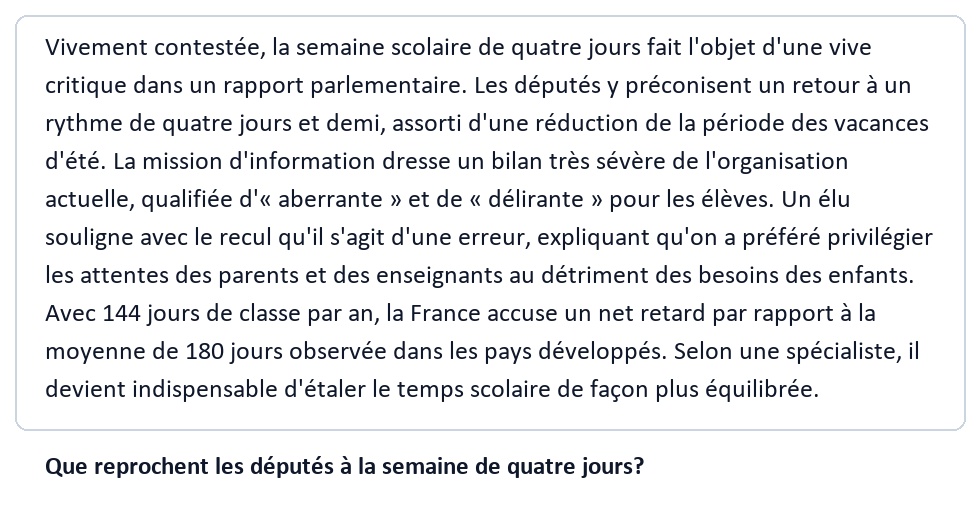 Vivement contestée, la semaine scolaire de quatre jours fait l'objet d'une vive
critique dans un rapport parlementaire. Les députés y préconisent un retour à un
rythme de quatre jours et demi, assorti d'une réduction de la période des vacances
d'été. La mission d'information dresse un bilan très sévère de l'organisation
actuelle, qualifiée d'« aberrante » et de « délirante » pour les élèves. Un élu
souligne avec le recul qu'il s'agit d'une erreur, expliquant qu'on a préféré privilégier
les attentes des parents et des enseignants au détriment des besoins des enfants.
Avec 144 jours de classe par an, la France accuse un net retard par rapport à la
moyenne de 180 jours observée dans les pays développés. Selon une spécialiste, il
devient indispensable d'étaler le temps scolaire de façon plus équilibrée.
Que reprochent les députés à la semaine de quatre jours?